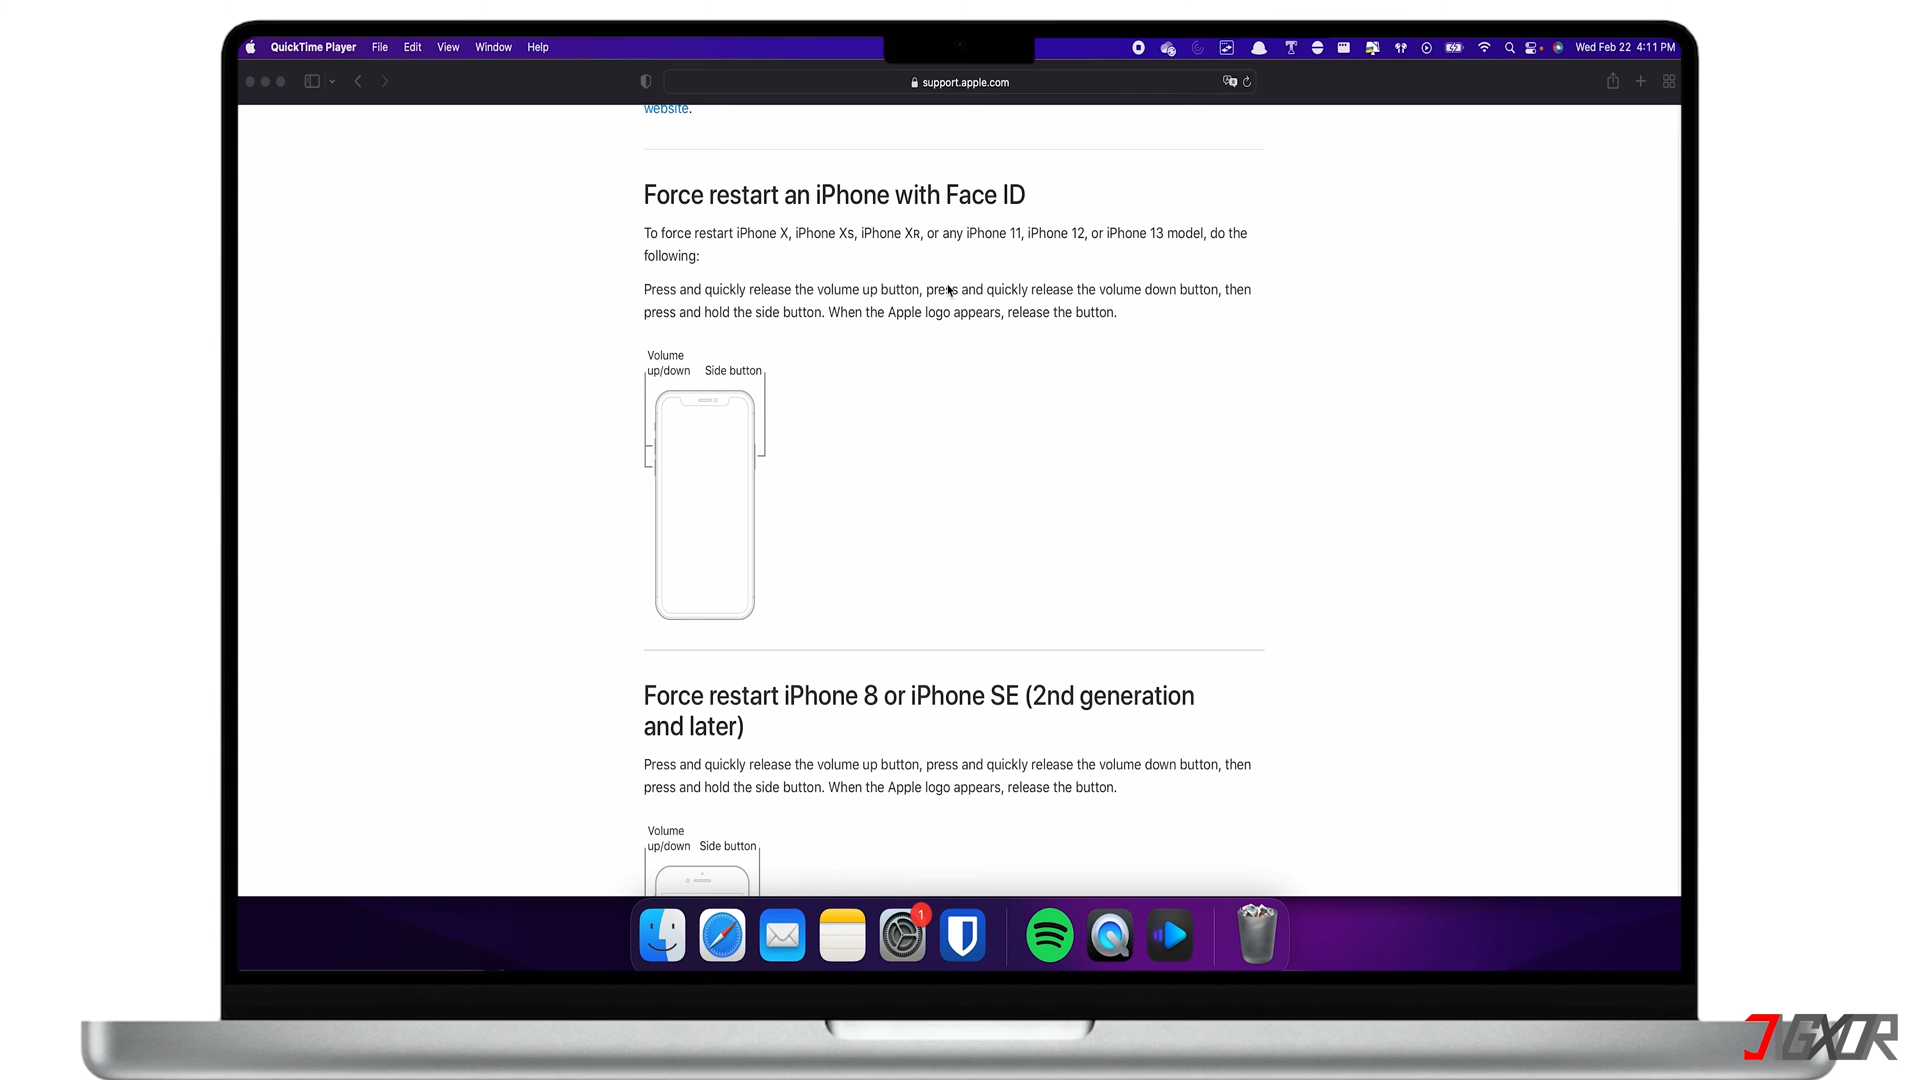 QuickTime Player File Edit View Window Help
Wed Feb 22 4:11 PM
support.apple.com
website.
Force restart an iPhone with Face ID
To force restart iPhone X, iPhone Xs, iPhone XR, or any iPhone 11, iPhone 12, or iPhone 13 model, do the
following:
Press and quickly release the volume up button, press and quickly release the volume down button, then
press and hold the side button. When the Apple logo appears, release the button.
Volume
up/down Side button
Force restart iPhone 8 or iPhone SE (2nd generation
and later)
Press and quickly release the volume up button, press and quickly release the volume down button, then
press and hold the side button. When the Apple logo appears, release the button.
Volume
up/down Side button
1
JGXOR